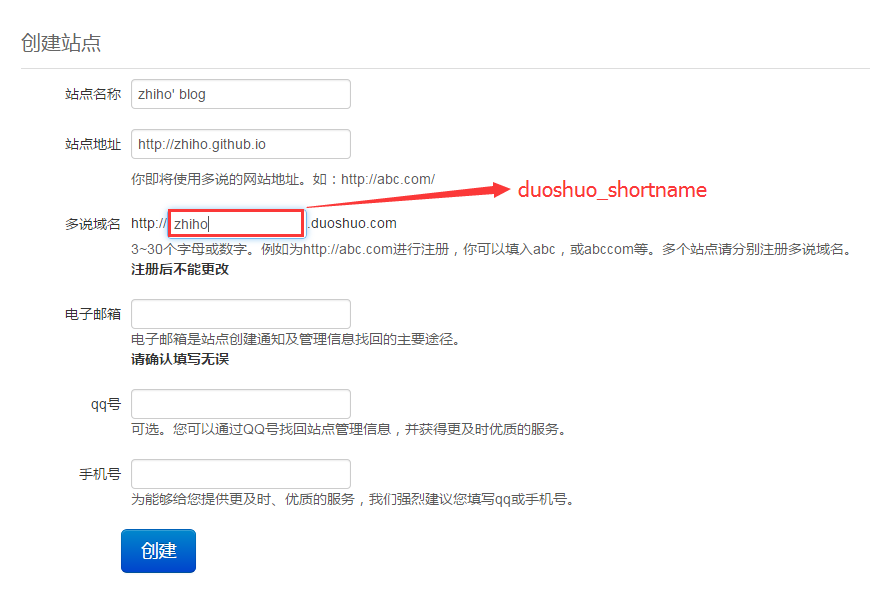 创建站点
站点名称 zhiho' blog
站点地址 http://zhiho.github.io
你即将使用多说的网站地址。如：http://abc.com/
duoshuo_shortname
多说域名 http://zhiho.duoshuo.com
3~30个字母或数字。例如为http://abc.com进行注册，你可以填入abc，或abccom等。多个站点请分别注册多说域名。
注册后不能更改
电子邮箱
电子邮箱是站点创建通知及管理信息找回的主要途径。
请确认填写无误
qq号
可选。您可以通过QQ号找回站点管理信息，并获得更及时优质的服务。
手机号
为能够给您提供更及时、优质的服务，我们强烈建议您填写qq或手机号。
创建